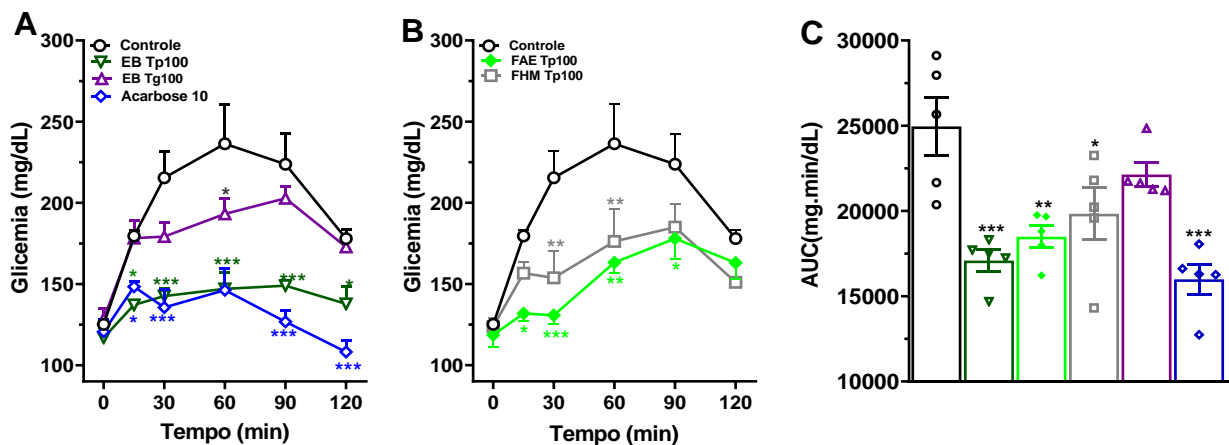 A
Controle
EB Tp100
EB Tg100
Acarbose 10
Glicemia (mg/dL)
300
250
200
150
100
*
*
***
***
*
***
***
***
*
***
0 30 60 90 120
Tempo (min)
B
Controle
FAE Tp100
FHM Tp100
Glicemia (mg/dL)
300
250
200
150
100
*
**
***
**
**
*
0 30 60 90 120
Tempo (min)
C
AUC(mg.min/dL)
30000
25000
20000
15000
10000
***
**
*
***